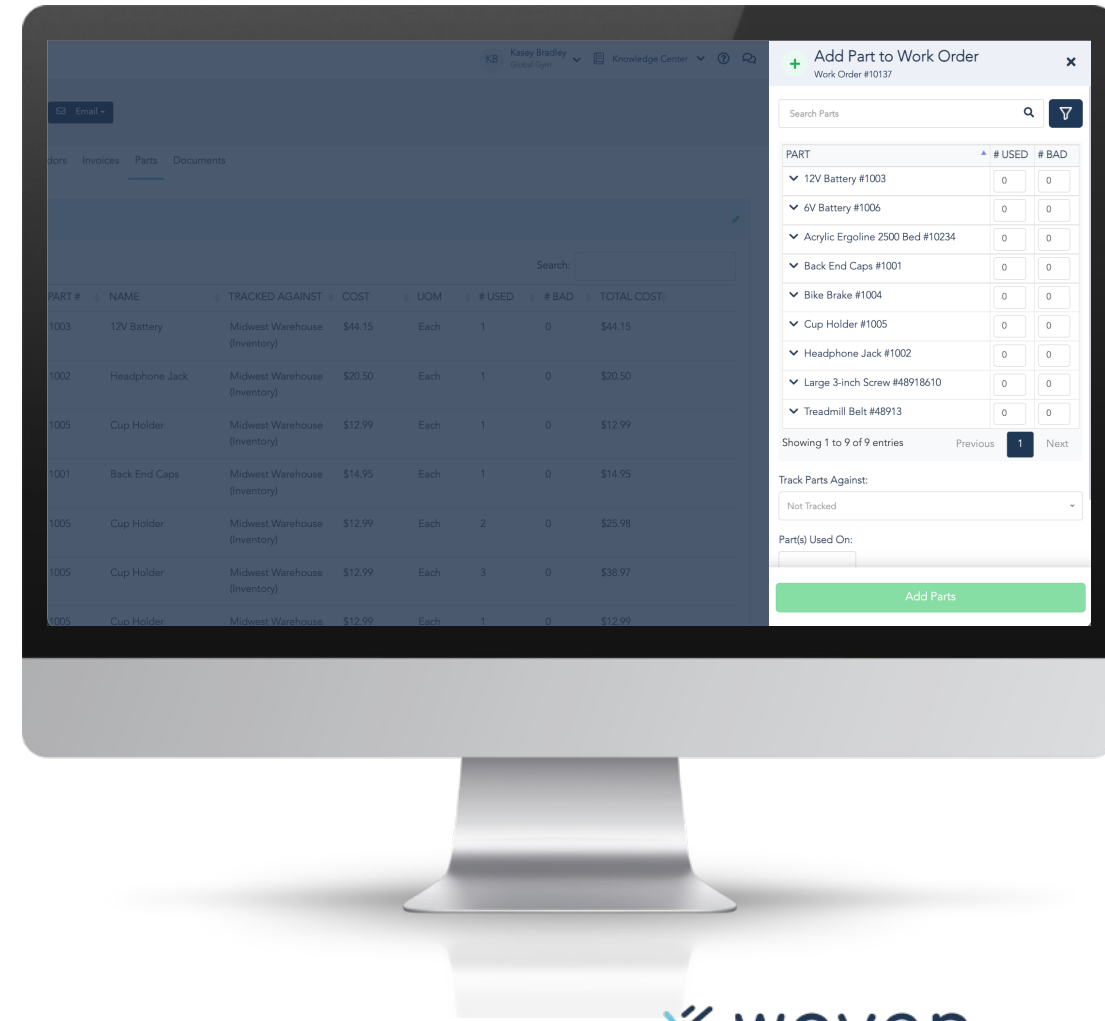 KB Kasey Bradley Knowledge Center
Global Gym
Email
dors Invoices Parts Documents
Search:
PART # NAME TRACKED AGAINST COST UOM # USED # BAD TOTAL COST
1003 12V Battery Midwest Warehouse $44.15 Each 1 0 $44.15
(Inventory)
1002 Headphone Jack Midwest Warehouse $20.50 Each 1 0 $20.50
(Inventory)
1005 Cup Holder Midwest Warehouse $12.99 Each 1 0 $12.99
(Inventory)
1001 Back End Caps Midwest Warehouse $14.95 Each 1 0 $14.95
(Inventory)
1005 Cup Holder Midwest Warehouse $12.99 Each 2 0 $25.98
(Inventory)
1005 Cup Holder Midwest Warehouse $12.99 Each 3 0 $38.97
(Inventory)
1005 Cup Holder Midwest Warehouse $12.99 Each 1 0 $12.99
Add Part to Work Order
Work Order #10137
Search Parts
PART # USED # BAD
12V Battery #1003 0 0
6V Battery #1006 0 0
Acrylic Ergoline 2500 Bed #10234 0 0
Back End Caps #1001 0 0
Bike Brake #1004 0 0
Cup Holder #1005 0 0
Headphone Jack #1002 0 0
Large 3-inch Screw #48918610 0 0
Treadmill Belt #48913 0 0
Showing 1 to 9 of 9 entries Previous 1 Next
Track Parts Against:
Not Tracked
Part(s) Used On:
Add Parts
woven